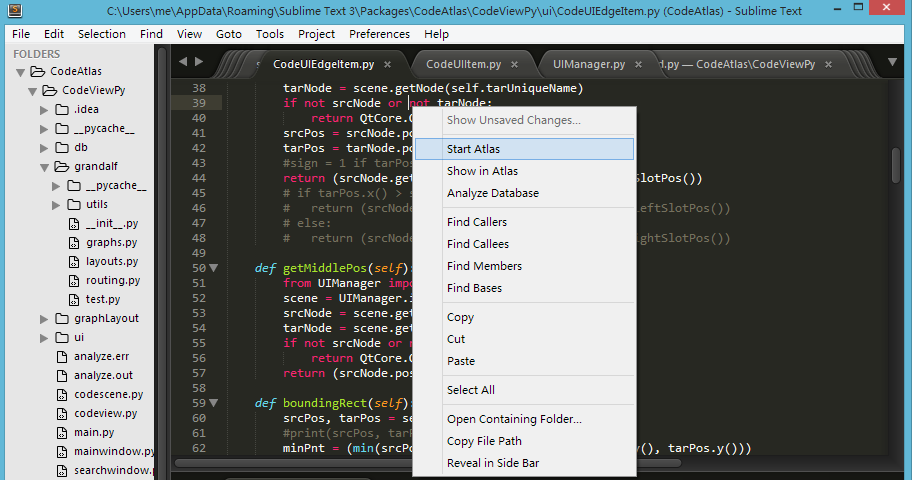 C:\Users\me\AppData\Roaming\Sublime Text 3\Packages\CodeAtlas\CodeViewPy\ui\CodeUIEdgeItem.py (CodeAtlas) - Sublime Text
File Edit Selection Find View Goto Tools Project Preferences Help
FOLDERS
CodeAtlas
CodeViewPy
.idea
__pycache__
db
grandalf
__pycache__
utils
__init__.py
graphs.py
layouts.py
routing.py
test.py
graphLayout
ui
analyze.err
analyze.out
codescene.py
codeview.py
main.py
mainwindow.py
searchwindow.py
CodeUIEdgeItem.py × CodeUIItem.py × UIManager.py × d.py — CodeAtlas\CodeViewPy ×
38 tarNode = scene.getNode(self.tarUniqueName)
39 if not srcNode or not tarNode:
40 return QtCore.
41 srcPos = srcNode.po
42 tarPos = tarNode.po
43 #sign = 1 if tarPos
44 return (srcNode.get SlotPos())
45 # if tarPos.x() >
46 # return (srcNode eftSlotPos())
47 # else:
48 # return (srcNode ghtSlotPos())
49
50 def getMiddlePos(self):
51 from UIManager impo
52 scene = UIManager.i
53 srcNode = scene.get
54 tarNode = scene.get
55 if not srcNode or n
56 return QtCore.
57 return (srcNode.pos
58
59 def boundingRect(self):
60 srcPos, tarPos = se
61 #print(srcPos, tarP
62 minPnt = (min(srcPo y(), tarPos.y()))
Show Unsaved Changes...
Start Atlas
Show in Atlas
Analyze Database
Find Callers
Find Callees
Find Members
Find Bases
Copy
Cut
Paste
Select All
Open Containing Folder...
Copy File Path
Reveal in Side Bar